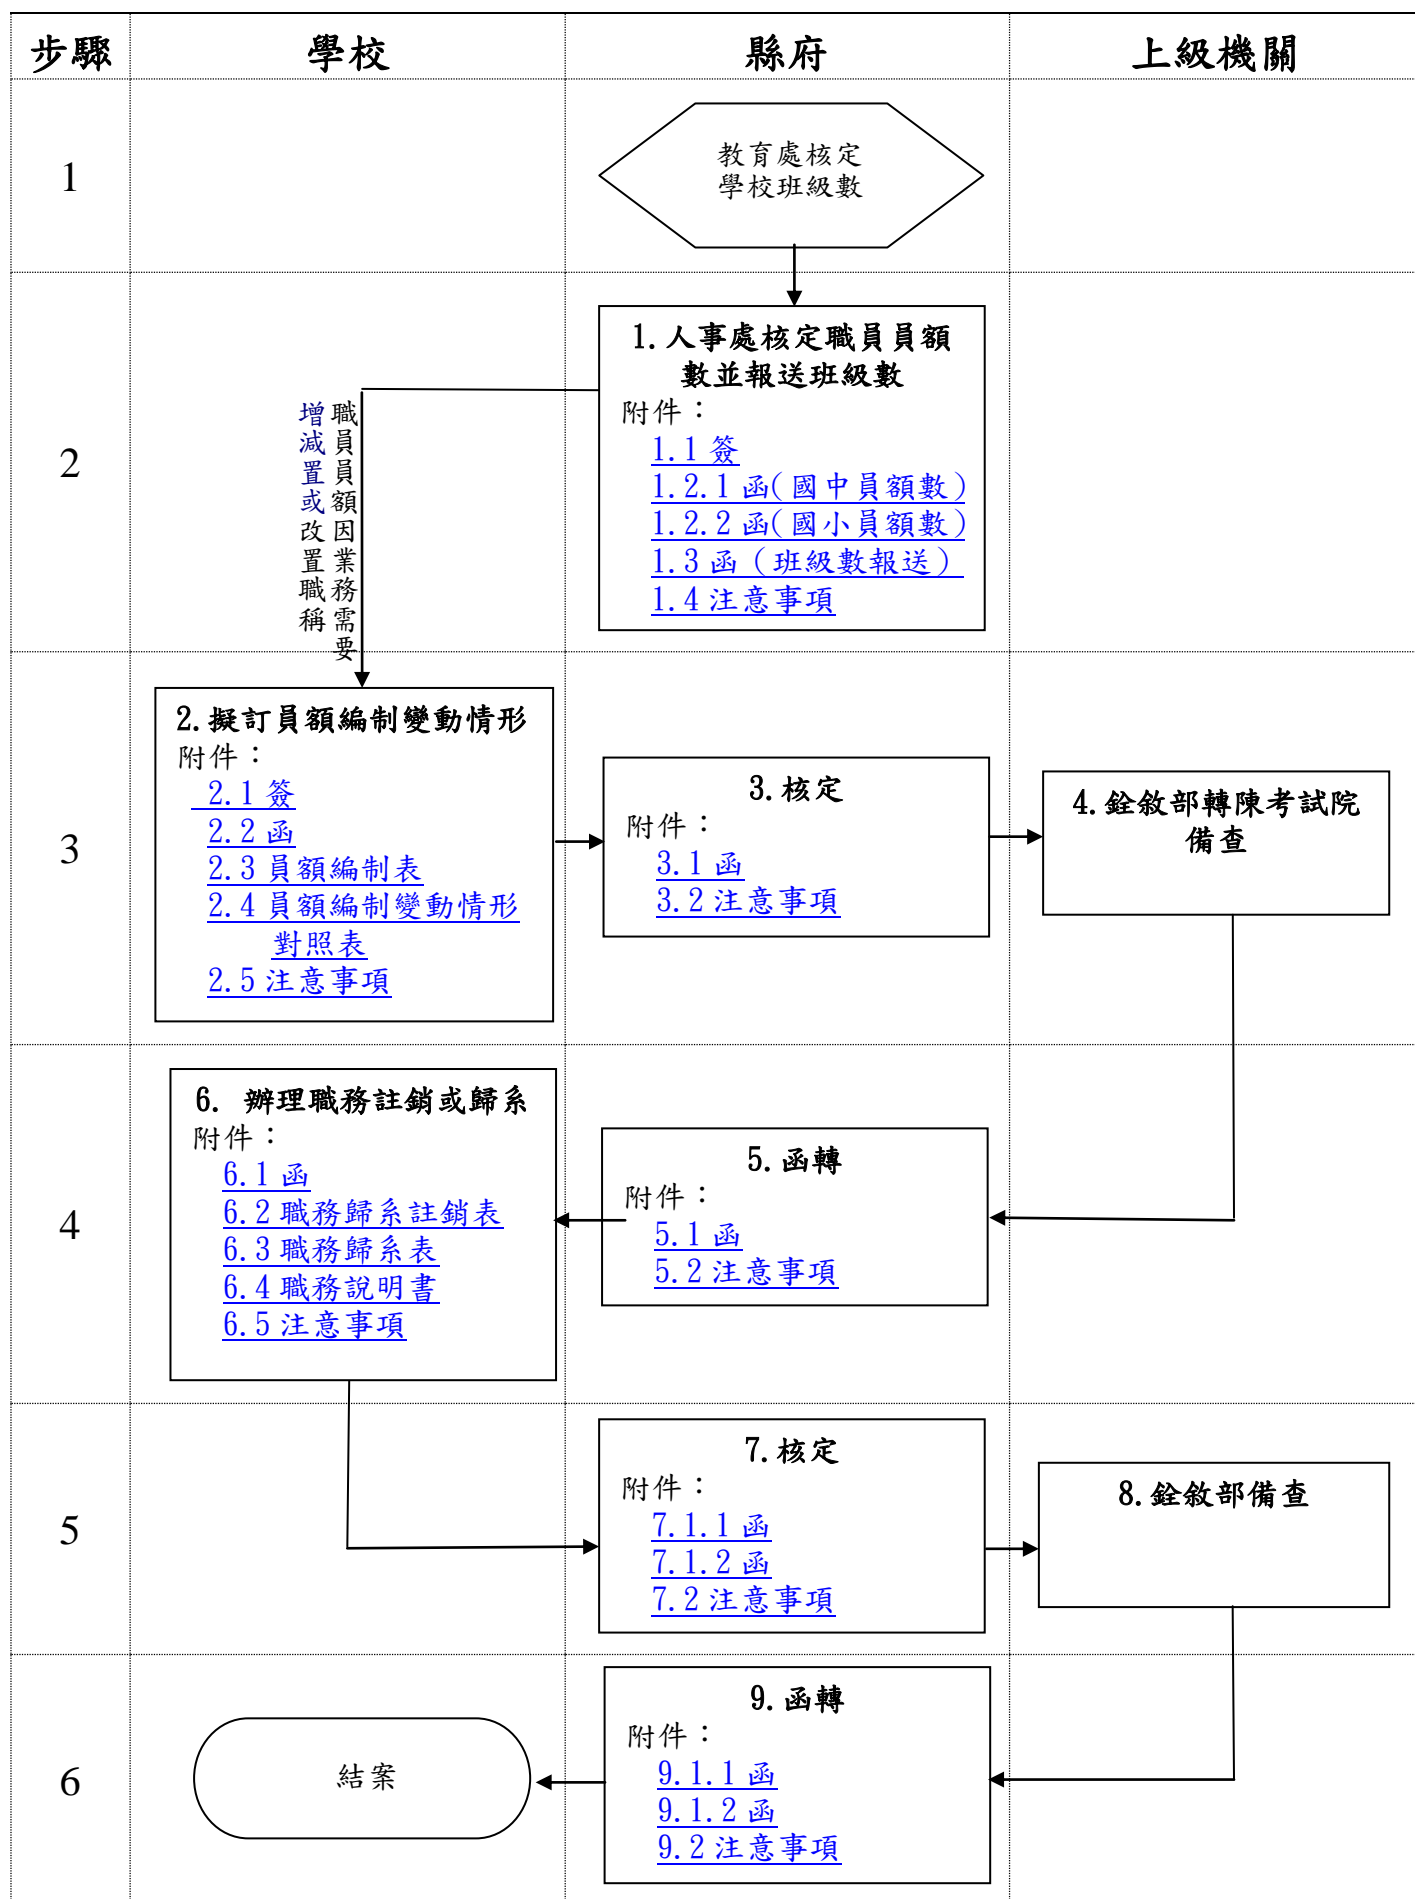 步驟
學校
縣府
上級機關
1
教育處核定
學校班級數
2
職員員額因業務需要
增減置或改置職稱
1.人事處核定職員員額
數並報送班級數
附件：
1.1 簽
1.2.1 函(國中員額數)
1.2.2 函(國小員額數)
1.3 函（班級數報送）
1.4 注意事項
3
2.擬訂員額編制變動情形
附件：
2.1 簽
2.2 函
2.3 員額編制表
2.4 員額編制變動情形
對照表
2.5 注意事項
3.核定
附件：
3.1 函
3.2 注意事項
4.銓敘部轉陳考試院
備查
4
6. 辦理職務註銷或歸系
附件：
6.1 函
6.2 職務歸系註銷表
6.3 職務歸系表
6.4 職務說明書
6.5 注意事項
5.函轉
附件：
5.1 函
5.2 注意事項
5
7.核定
附件：
7.1.1 函
7.1.2 函
7.2 注意事項
8.銓敘部備查
6
結案
9.函轉
附件：
9.1.1 函
9.1.2 函
9.2 注意事項